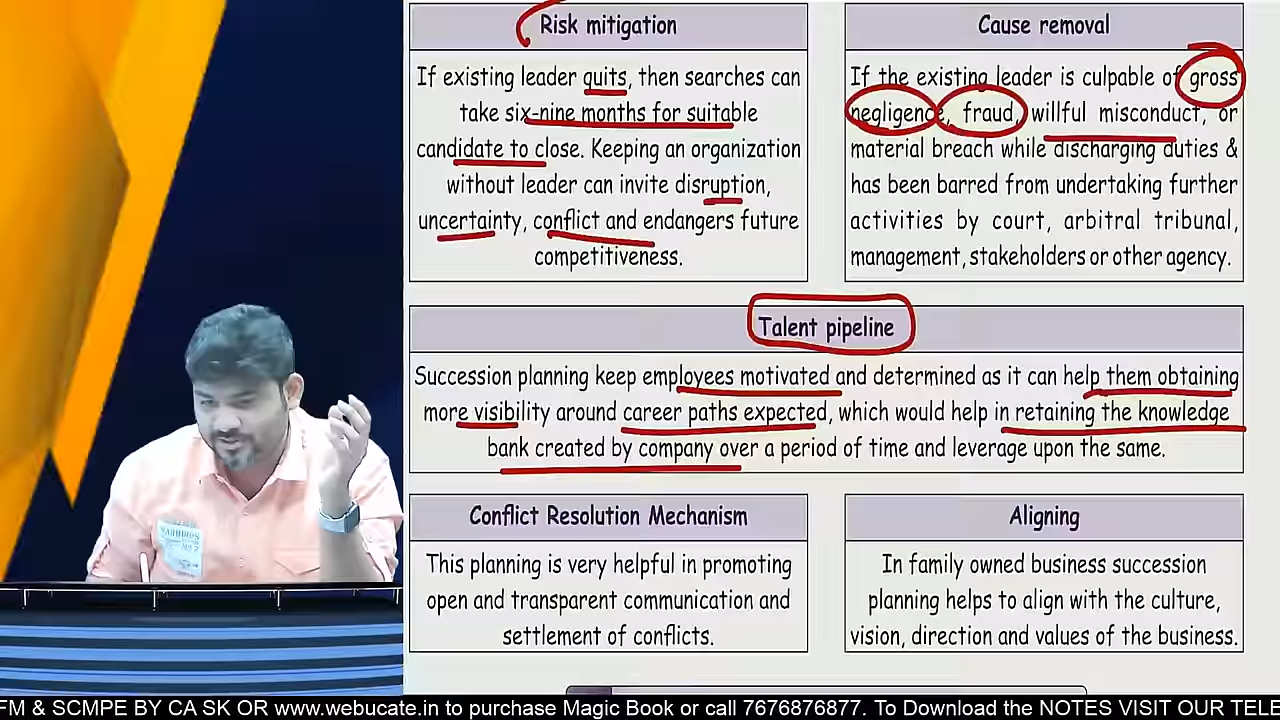 Risk mitigation
If existing leader quits, then searches can
take six-nine months for suitable
candidate to close. Keeping an organization
without leader can invite disruption,
uncertainty, conflict and endangers future
competitiveness.
Cause removal
If the existing leader is culpable of gross
negligence, fraud, willful misconduct, or
material breach while discharging duties &
has been barred from undertaking further
activities by court, arbitral tribunal,
management, stakeholders or other agency.
Talent pipeline
Succession planning keep employees motivated and determined as it can help them obtaining
more visibility around career paths expected, which would help in retaining the knowledge
bank created by company over a period of time and leverage upon the same.
Conflict Resolution Mechanism
This planning is very helpful in promoting
open and transparent communication and
settlement of conflicts.
Aligning
In family owned business succession
planning helps to align with the culture,
vision, direction and values of the business.
FM & SCMPE BY CA SK OR www.webucate.in to purchase Magic Book or call 7676876877. To Download the NOTES VISIT OUR TELE